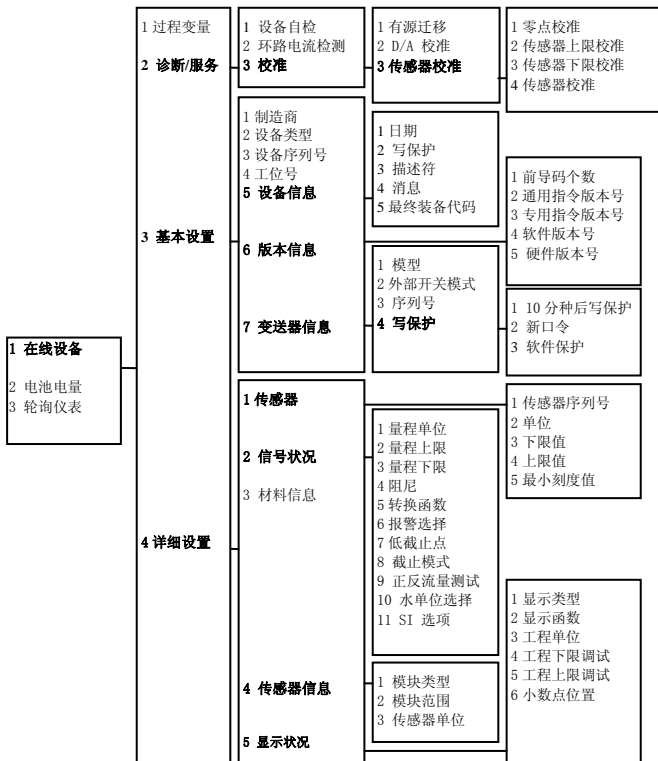 1 在线设备
2 电池电量
3 轮询仪表
1 过程变量
2 诊断/服务
3 基本设置
4 详细设置
1 设备自检
2 环路电流检测
3 校准
1 有源迁移
2 D/A 校准
3 传感器校准
1 零点校准
2 传感器上限校准
3 传感器下限校准
4 传感器校准
1 制造商
2 设备类型
3 设备序列号
4 工位号
5 设备信息
6 版本信息
7 变送器信息
1 日期
2 写保护
3 描述符
4 消息
5 最终装备代码
1 前导码个数
2 通用指令版本号
3 专用指令版本号
4 软件版本号
5 硬件版本号
1 模型
2 外部开关模式
3 序列号
4 写保护
1 10 分种后写保护
2 新口令
3 软件保护
1 传感器
2 信号状况
3 材料信息
4 传感器信息
5 显示状况
1 传感器序列号
2 单位
3 下限值
4 上限值
5 最小刻度值
1 量程单位
2 量程上限
3 量程下限
4 阻尼
5 转换函数
6 报警选择
7 低截止点
8 截止模式
9 正反流量测试
10 水单位选择
11 SI 选项
1 模块类型
2 模块范围
3 传感器单位
1 显示类型
2 显示函数
3 工程单位
4 工程下限调试
5 工程上限调试
6 小数点位置